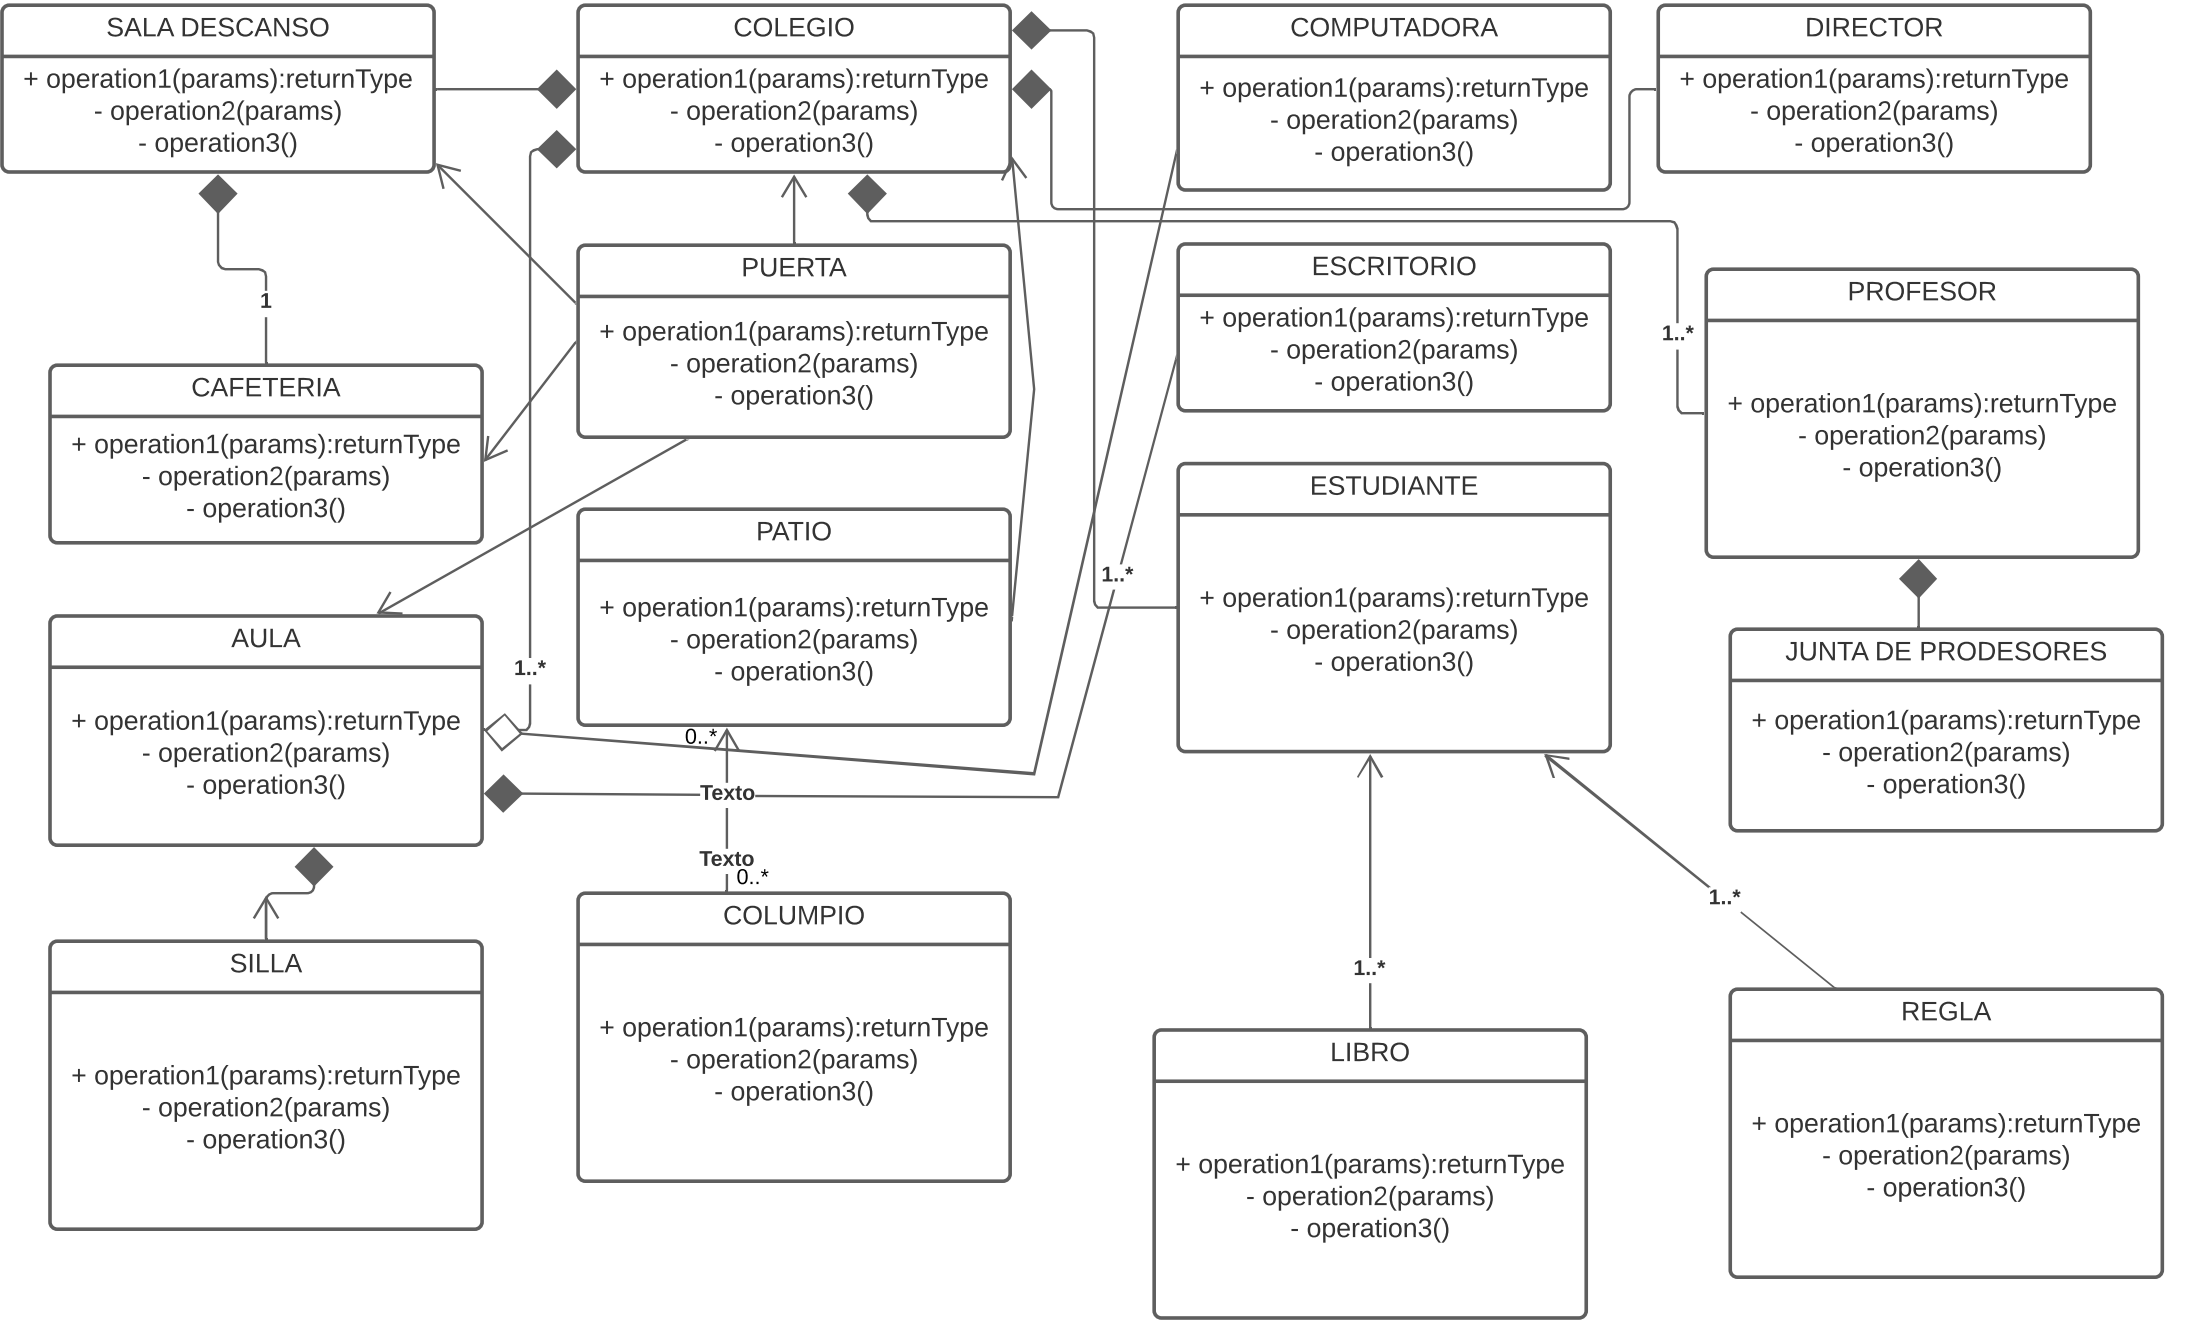 SALA DESCANSO
+ operation1(params):returnType
- operation2(params)
- operation3()
COLEGIO
+ operation1(params):returnType
- operation2(params)
- operation3()
COMPUTADORA
+ operation1(params):returnType
- operation2(params)
- operation3()
DIRECTOR
+ operation1(params):returnType
- operation2(params)
- operation3()
PUERTA
+ operation1(params):returnType
- operation2(params)
- operation3()
ESCRITORIO
+ operation1(params):returnType
- operation2(params)
- operation3()
PROFESOR
+ operation1(params):returnType
- operation2(params)
- operation3()
1
1..*
CAFETERIA
+ operation1(params):returnType
- operation2(params)
- operation3()
PATIO
+ operation1(params):returnType
- operation2(params)
- operation3()
ESTUDIANTE
+ operation1(params):returnType
- operation2(params)
- operation3()
1..*
AULA
+ operation1(params):returnType
- operation2(params)
- operation3()
1..*
JUNTA DE PRODESORES
+ operation1(params):returnType
- operation2(params)
- operation3()
0..*
Texto
Texto
0..*
1..*
1..*
SILLA
+ operation1(params):returnType
- operation2(params)
- operation3()
COLUMPIO
+ operation1(params):returnType
- operation2(params)
- operation3()
LIBRO
+ operation1(params):returnType
- operation2(params)
- operation3()
REGLA
+ operation1(params):returnType
- operation2(params)
- operation3()